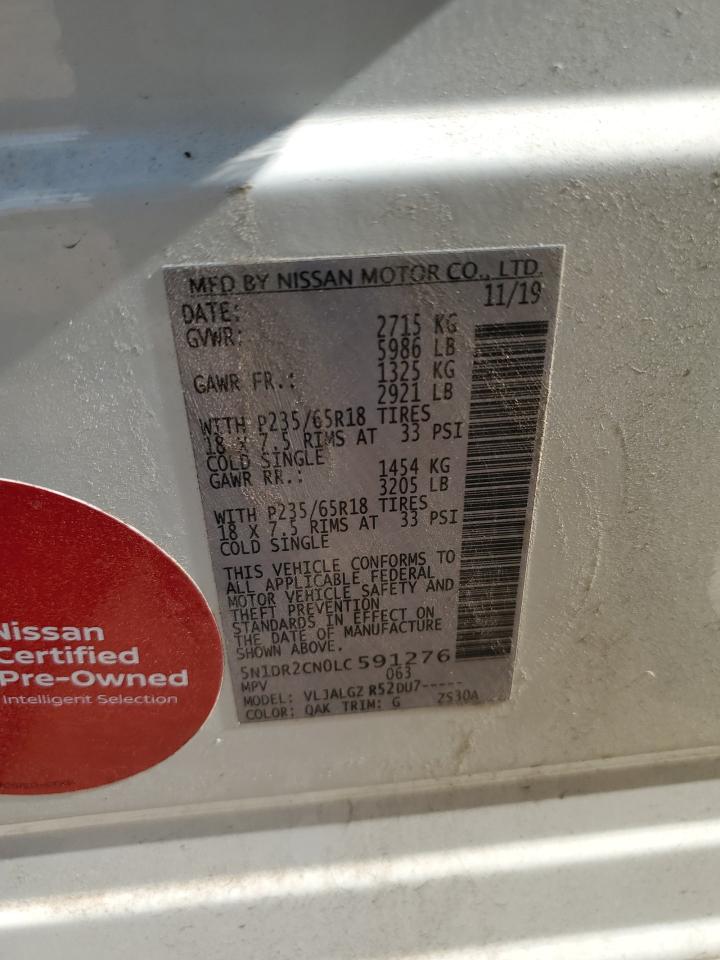 MFD BY NISSAN MOTOR CO., LTD.
DATE: 11/19
GVWR: 2715 KG
5986 LB
GAWR FR.: 1325 KG
2921 LB
WITH P235/65R18 TIRES
18 X 7.5 RIMS AT 33 PSI
COLD SINGLE
GAWR RR.: 1454 KG
3205 LB
WITH P235/65R18 TIRES
18 X 7.5 RIMS AT 33 PSI
COLD SINGLE
THIS VEHICLE CONFORMS TO
ALL APPLICABLE FEDERAL
MOTOR VEHICLE SAFETY AND
THEFT PREVENTION
STANDARDS IN EFFECT ON
THE DATE OF MANUFACTURE
SHOWN ABOVE.
5N1DR2CN0LC591276
MPV 063
MODEL: VLJALGZ R52DU7-----
COLOR: QAK TRIM: G ZS30A
Nissan
Certified
Pre-Owned
Intelligent Selection